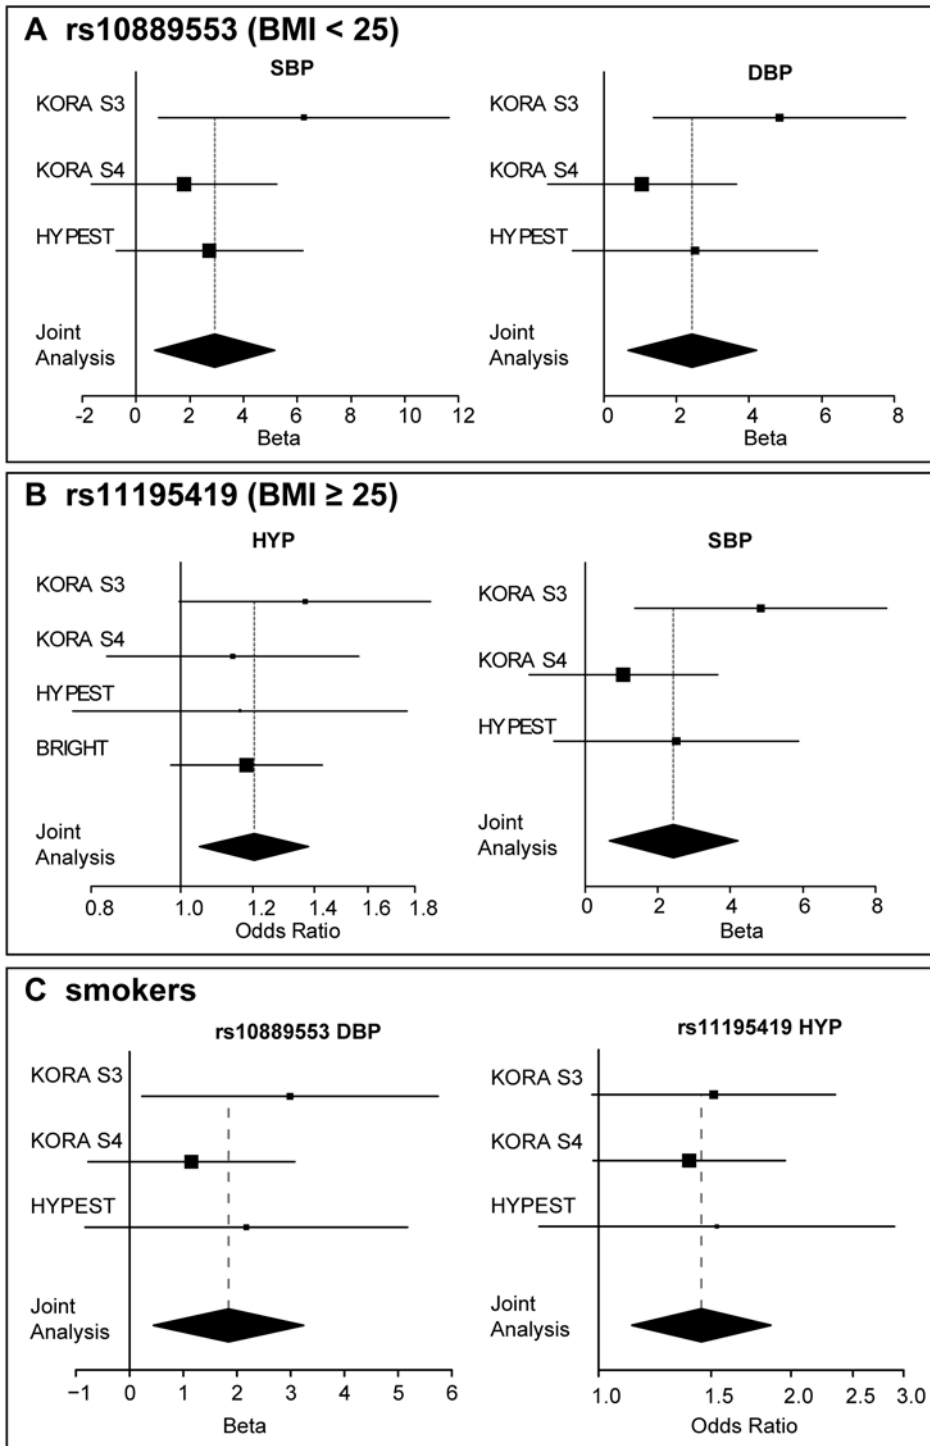 A rs10889553 (BMI < 25)
SBP
KORA S3
KORA S4
HYPEST
Joint
Analysis
-2 0 2 4 6 8 10 12
Beta
DBP
KORA S3
KORA S4
HYPEST
Joint
Analysis
0 2 4 6 8
Beta
B rs11195419 (BMI ≥ 25)
HYP
KORA S3
KORA S4
HYPEST
BRIGHT
Joint
Analysis
0.8 1.0 1.2 1.4 1.6 1.8
Odds Ratio
SBP
KORA S3
KORA S4
HYPEST
Joint
Analysis
0 2 4 6 8
Beta
C smokers
rs10889553 DBP
KORA S3
KORA S4
HYPEST
Joint
Analysis
−1 0 1 2 3 4 5 6
Beta
rs11195419 HYP
KORA S3
KORA S4
HYPEST
Joint
Analysis
1.0 1.5 2.0 2.5 3.0
Odds Ratio